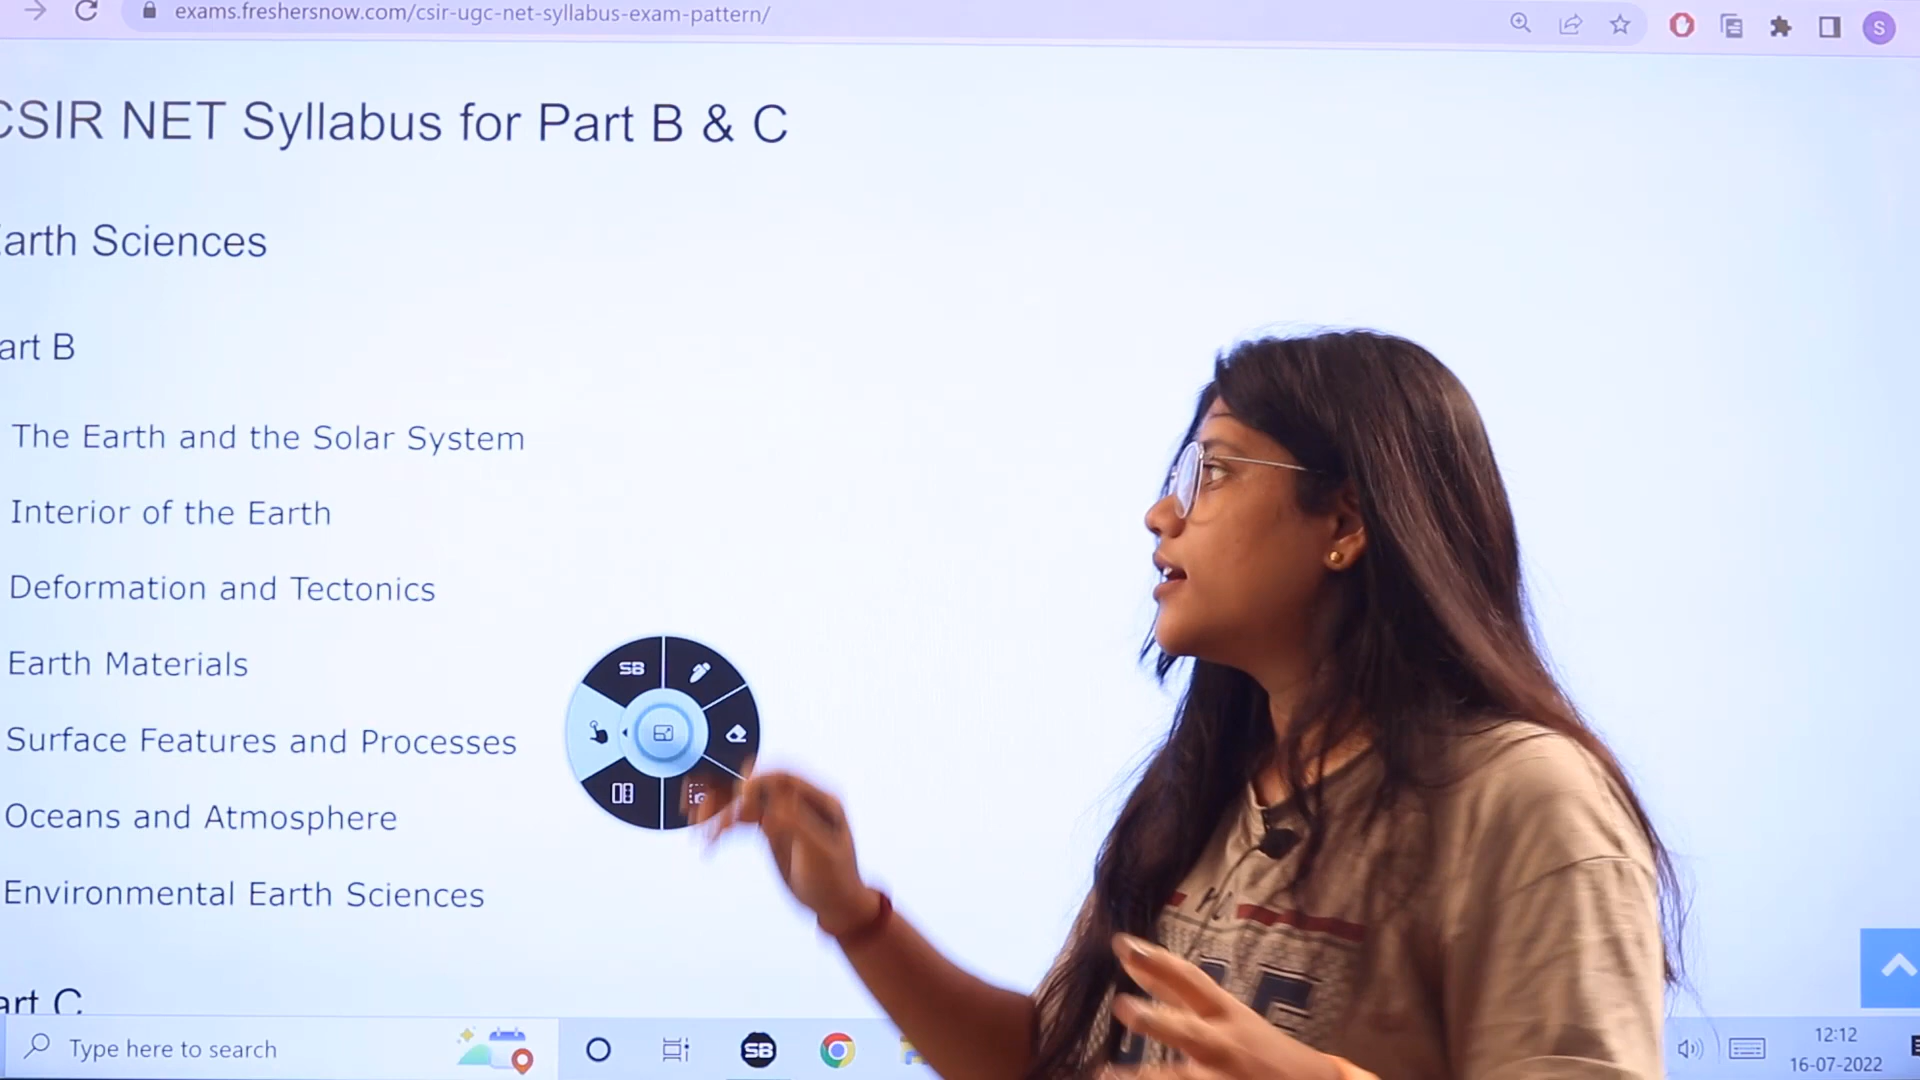 exams.freshersnow.com/csir-ugc-net-syllabus-exam-pattern/
S
CSIR NET Syllabus for Part B & C
arth Sciences
art B
The Earth and the Solar System
Interior of the Earth
Deformation and Tectonics
Earth Materials
SB
Surface Features and Processes
Oceans and Atmosphere
Environmental Earth Sciences
art C
Type here to search
SB
12:12
16-07-2022